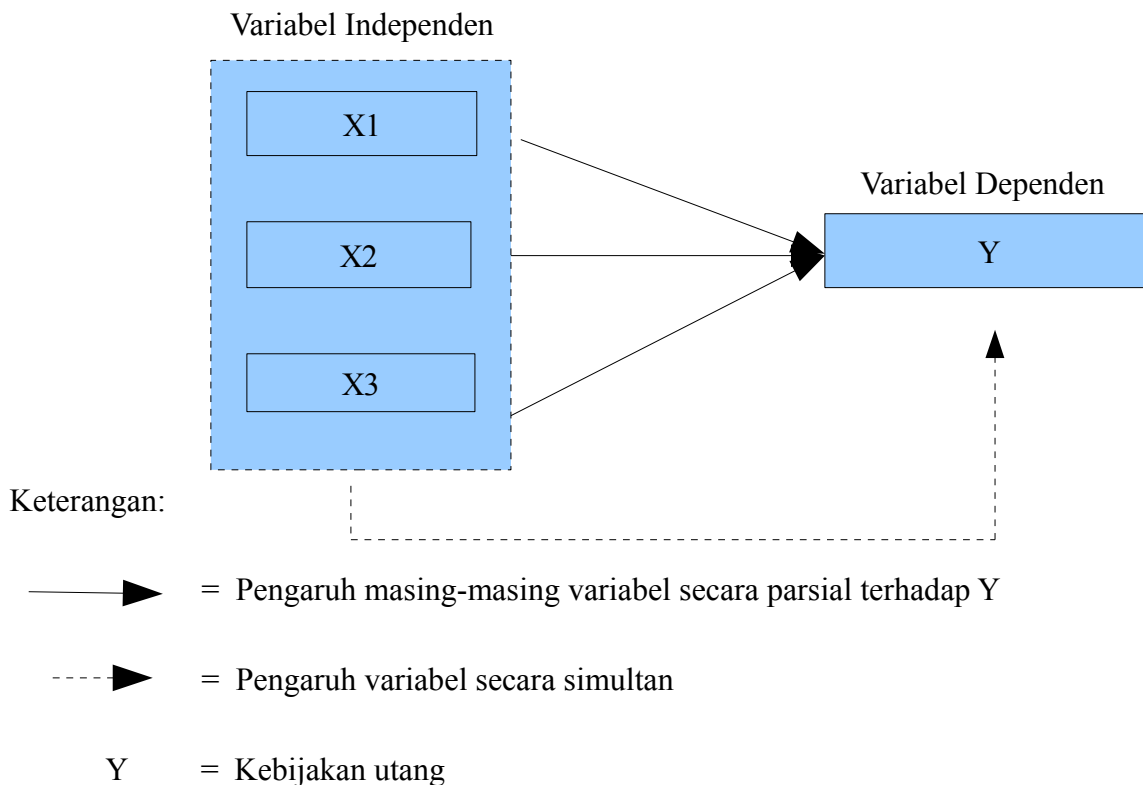 Variabel Independen
X1
Variabel Dependen
X2
Y
X3
Keterangan:
= Pengaruh masing-masing variabel secara parsial terhadap Y
= Pengaruh variabel secara simultan
Y = Kebijakan utang